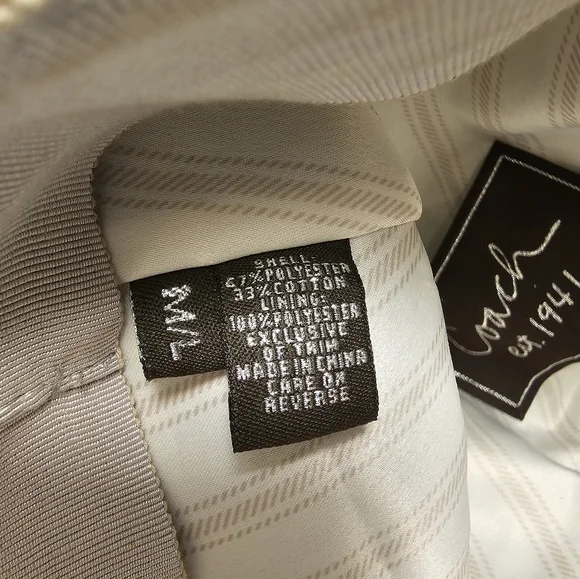 M/L
SHELL:
67%POLYESTER
33%COTTON
LINING:
100%POLYESTER
EXCLUSIVE
OF TRIM
MADE IN CHINA
CARE ON
REVERSE
Coach
est. 1941